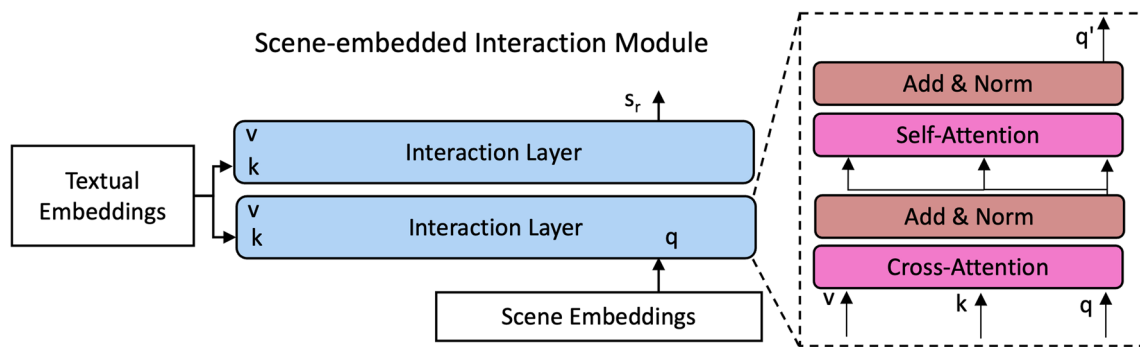 Scene-embedded Interaction Module
s_r
v
k
Interaction Layer
Textual
Embeddings
v
k
Interaction Layer
q
Scene Embeddings
q'
Add & Norm
Self-Attention
Add & Norm
Cross-Attention
v
k
q